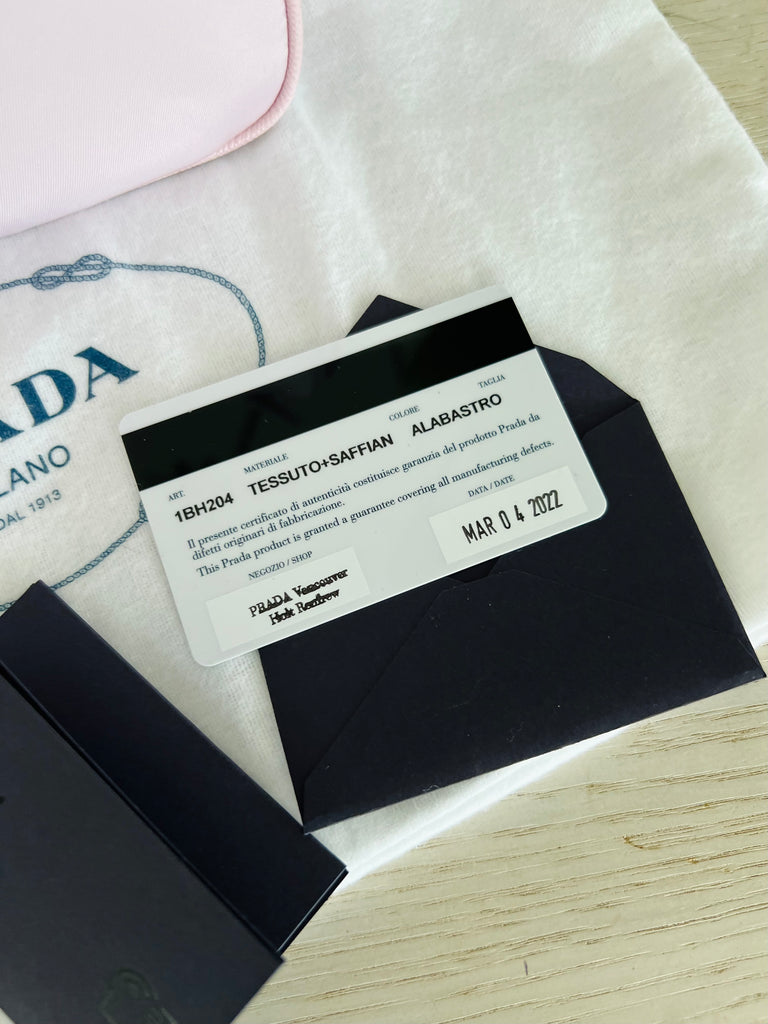 ADA
LANO
DAL 1913
TAGLIA
COLORE
MATERIALE
ART.
1BH204 TESSUTO+SAFFIAN ALABASTRO
Il presente certificato di autenticità costituisce garanzia del prodotto Prada da
difetti originari di fabbricazione.
This Prada product is granted a guarantee covering all manufacturing defects.
NEGOZIO / SHOP
DATA / DATE
PRADA Vancouver
Holt Renfrew
MAR 0 4 2022